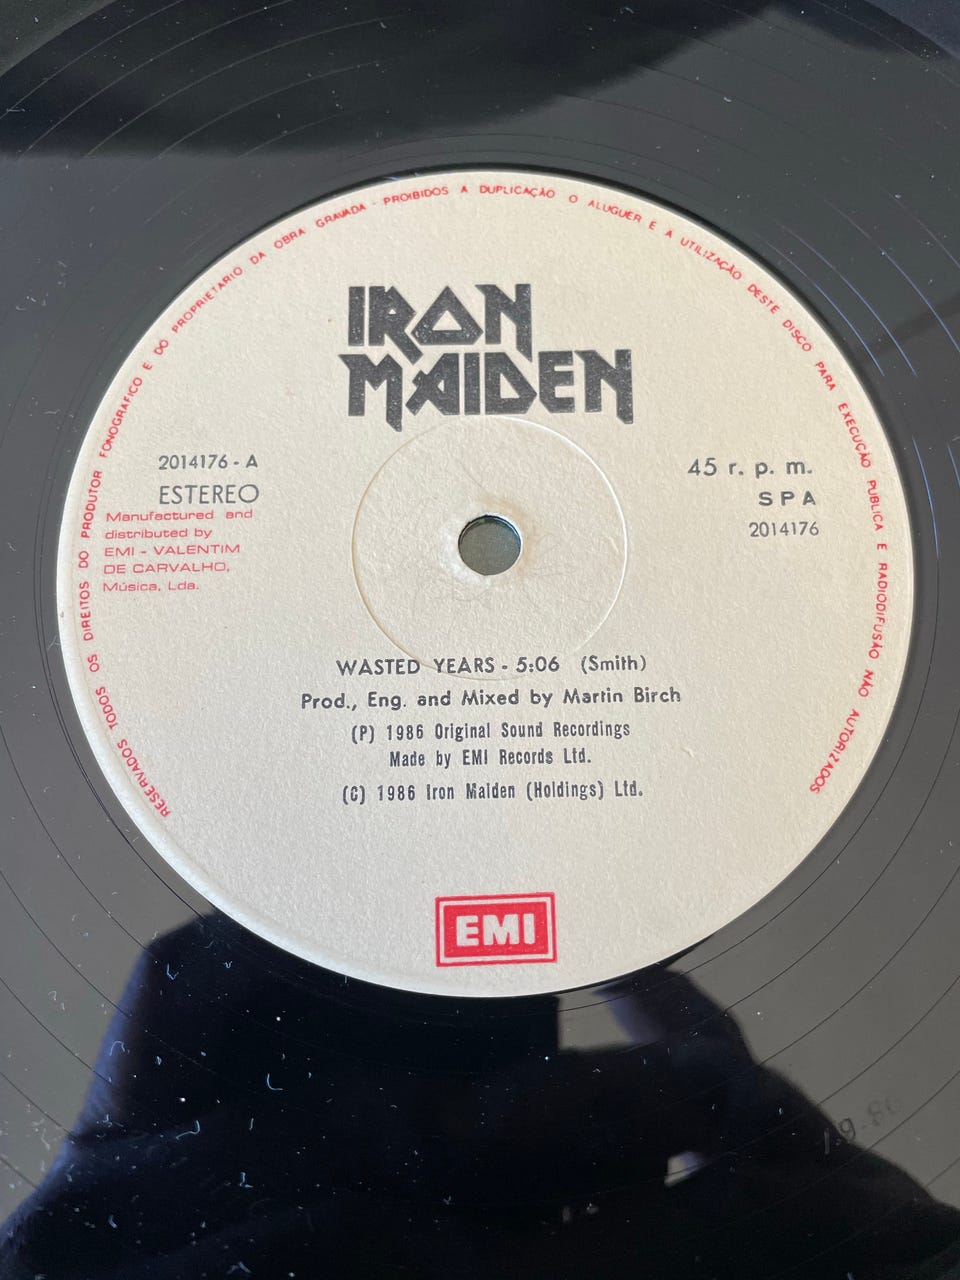 RESERVADOS TODOS OS DIREITOS DO PRODUTOR FONOGRAFICO E DO PROPRIETARIO DA OBRA GRAVADA - PROIBIDOS A DUPLICAÇÃO O ALUGUER E A UTILIZAÇÃO DESTE DISCO PARA EXECUÇÃO PUBLICA E RADIODIFUSÃO NÃO AUTORIZADOS
IRON
MAIDEN
2014176 - A
ESTEREO
Manufactured and
distributed by
EMI - VALENTIM
DE CARVALHO,
Música, Lda.
45 r. p. m.
SPA
2014176
WASTED YEARS - 5:06 (Smith)
Prod., Eng. and Mixed by Martin Birch
(P) 1986 Original Sound Recordings
Made by EMI Records Ltd.
(C) 1986 Iron Maiden (Holdings) Ltd.
EMI